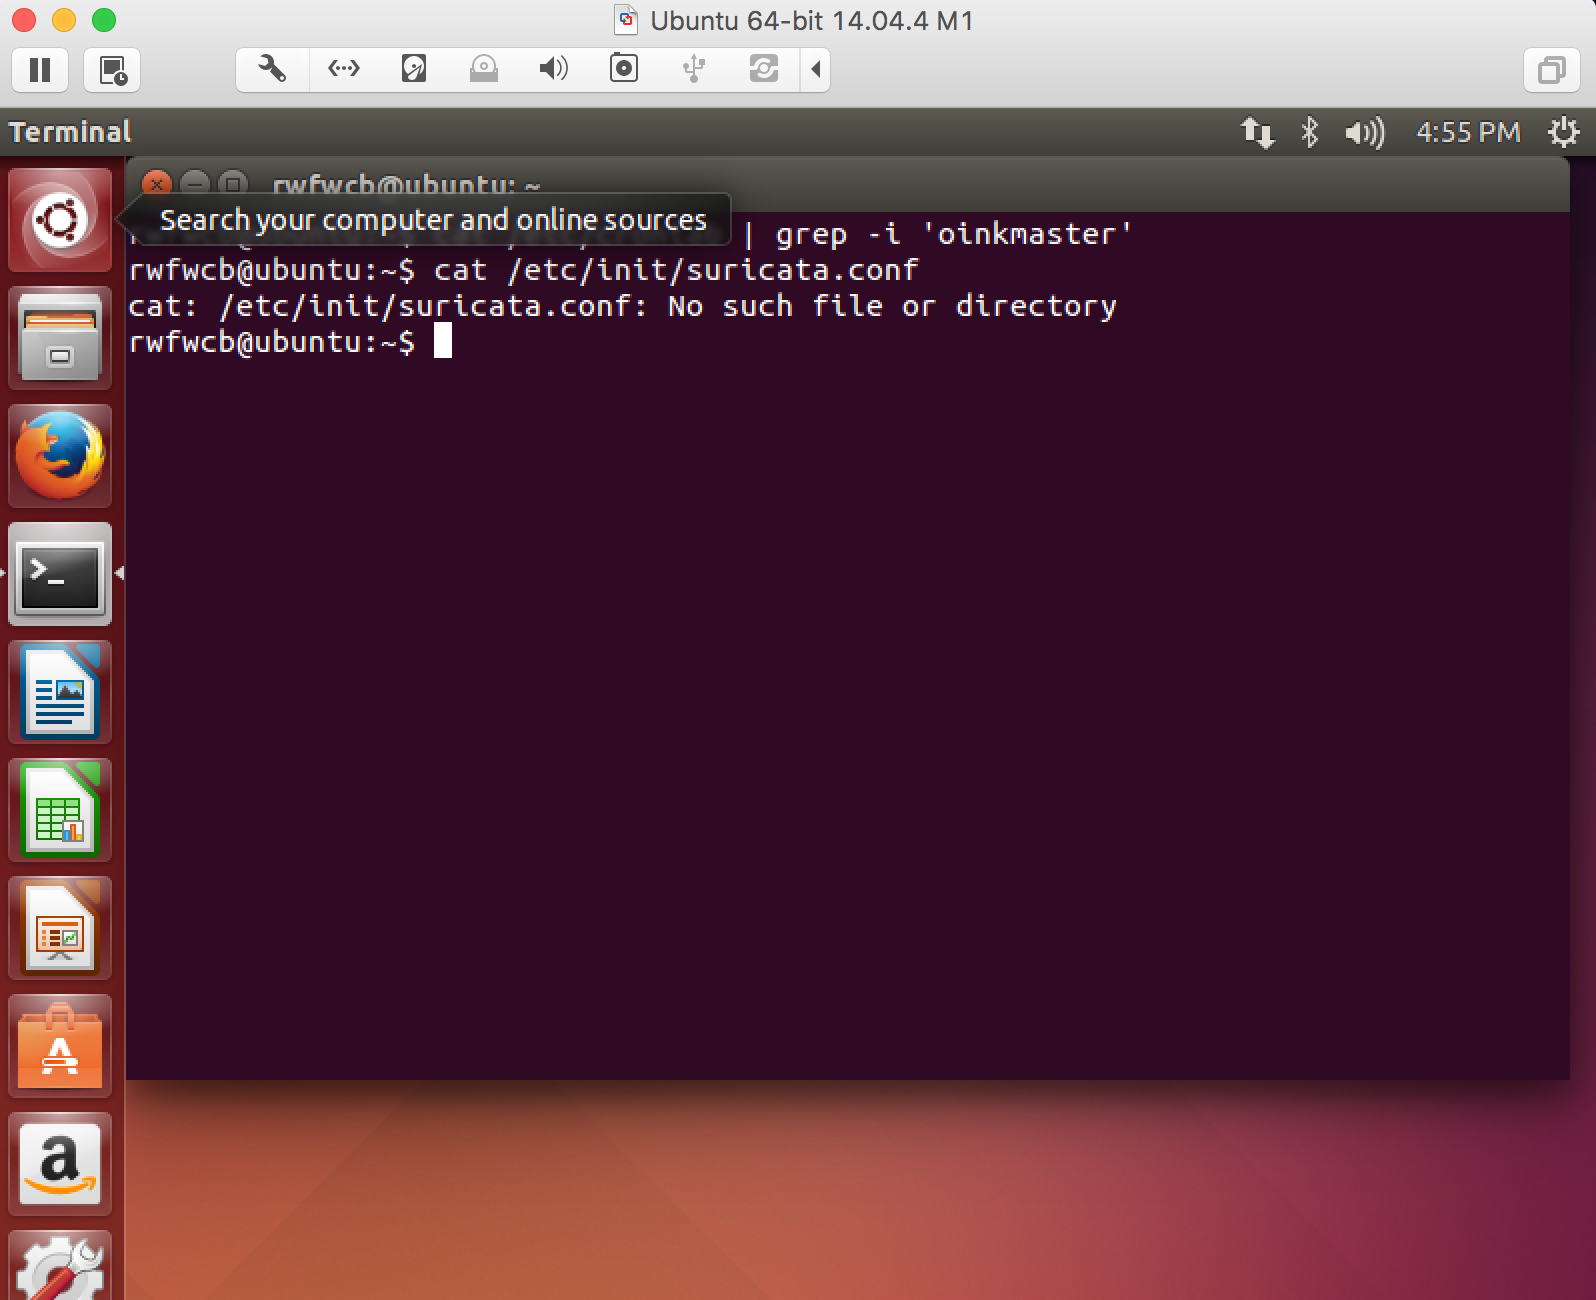 Ubuntu 64-bit 14.04.4 M1
Terminal
4:55 PM
rwfwcb@ubuntu: ~
Search your computer and online sources
| grep -i 'oinkmaster'
rwfwcb@ubuntu:~$ cat /etc/init/suricata.conf
cat: /etc/init/suricata.conf: No such file or directory
rwfwcb@ubuntu:~$